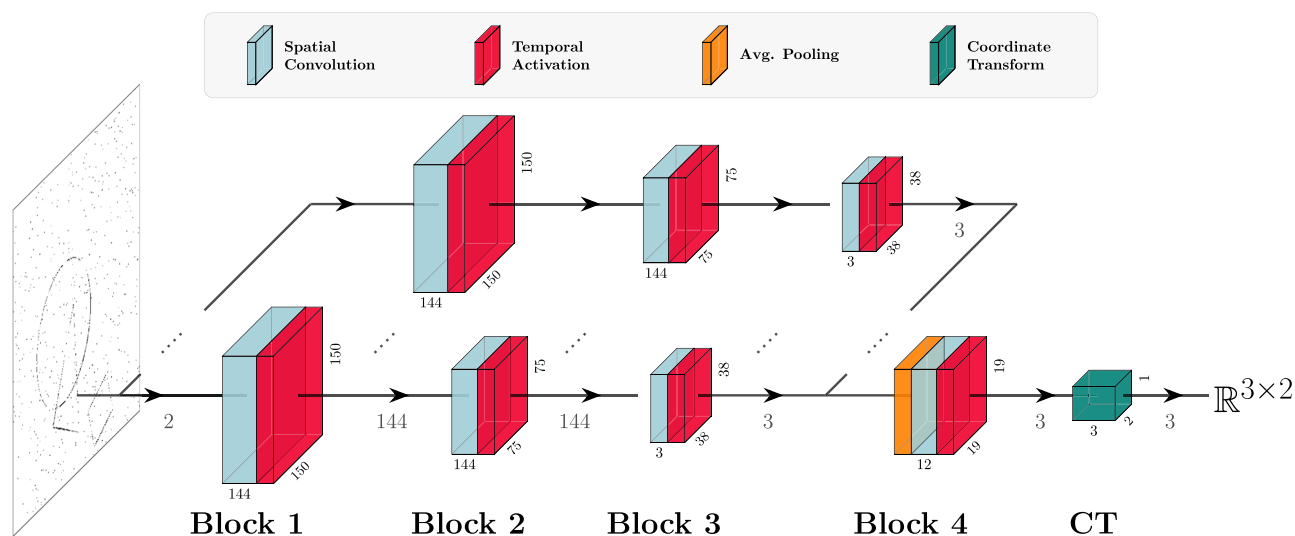 Spatial
Convolution
Temporal
Activation
Avg. Pooling
Coordinate
Transform
150
150
144
75
75
144
38
38
3
3
2
150
150
144
144
75
75
144
144
38
38
3
3
19
19
12
3
1
2
3
3
ℝ^{3×2}
Block 1
Block 2
Block 3
Block 4
CT